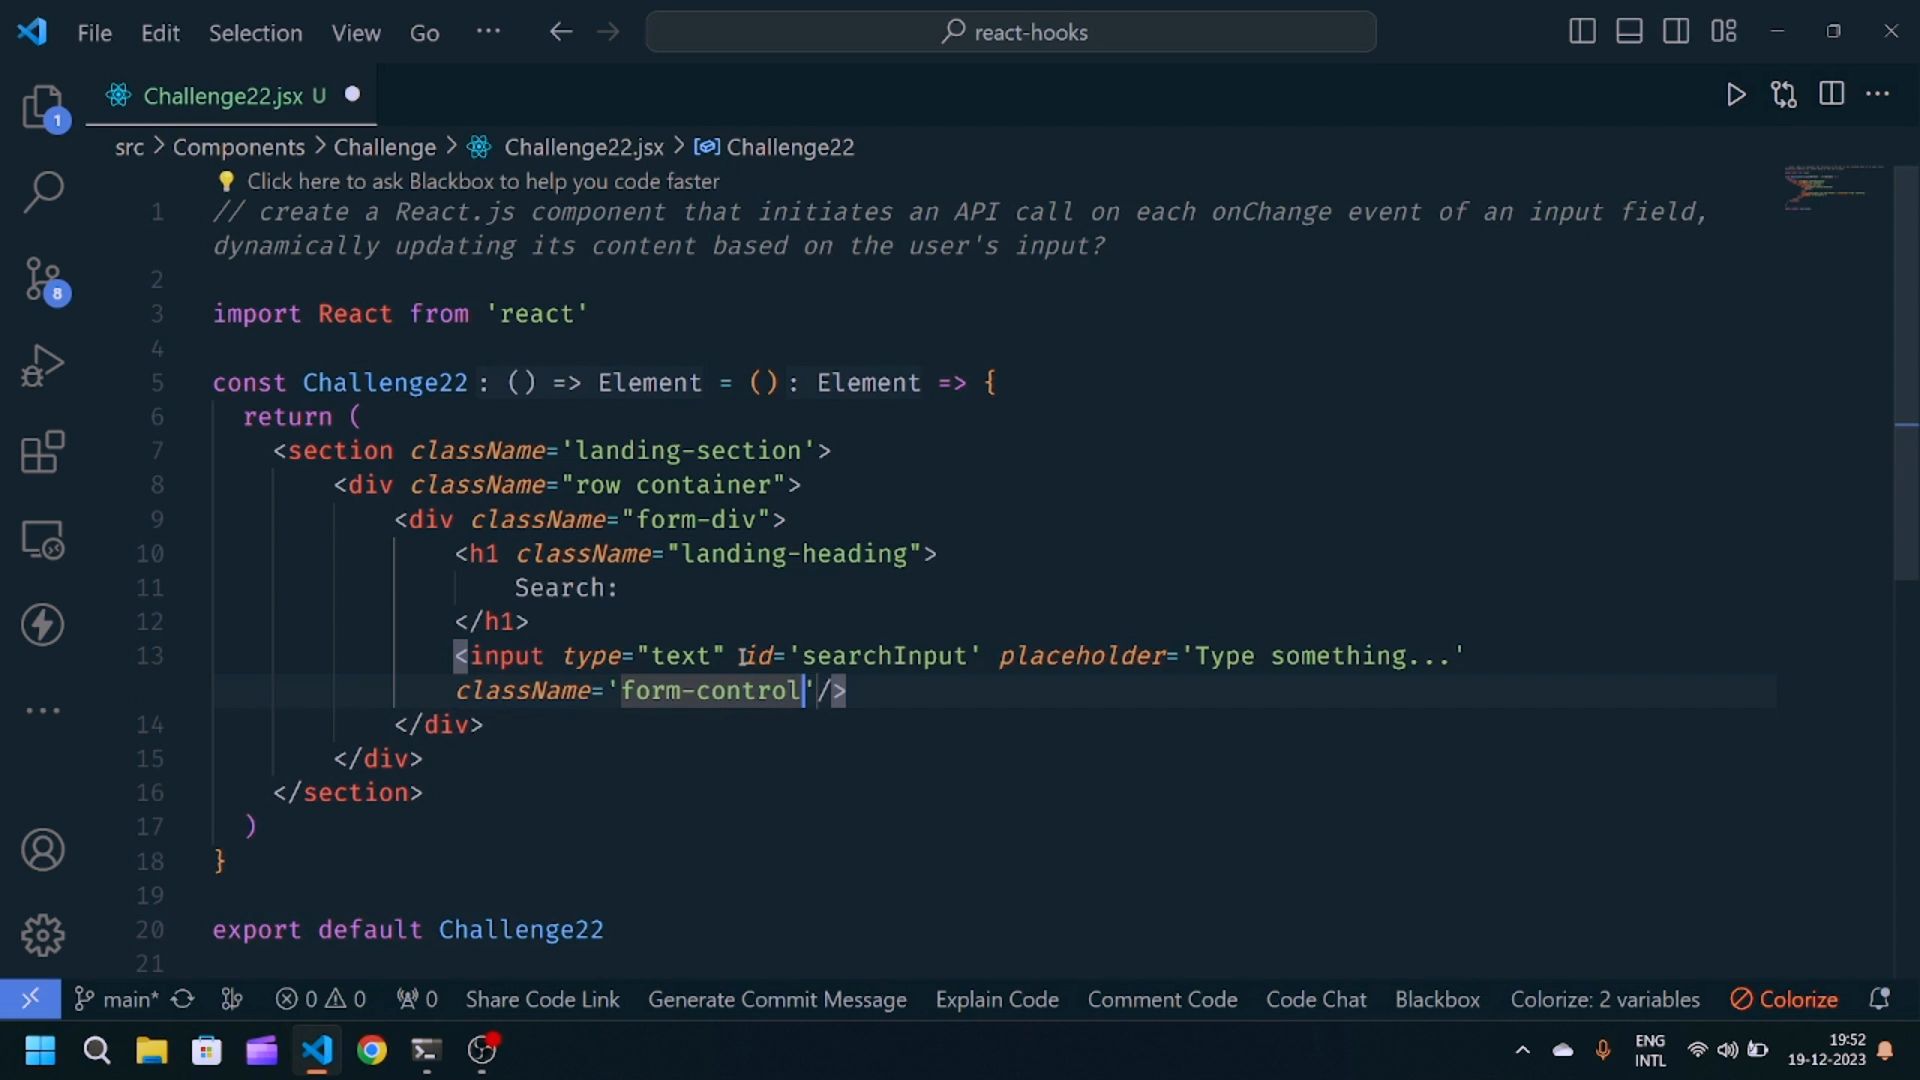 File Edit Selection View Go ··· react-hooks
Challenge22.jsx U
1
src > Components > Challenge > Challenge22.jsx > Challenge22
Click here to ask Blackbox to help you code faster
1 // create a React.js component that initiates an API call on each onChange event of an input field,
dynamically updating its content based on the user's input?
2
8
3 import React from 'react'
4
5 const Challenge22: () => Element = (): Element => {
6 return (
7 <section className='landing-section'>
8 <div className="row container">
9 <div className="form-div">
10 <h1 className="landing-heading">
11 Search:
12 </h1>
13 <input type="text" id='searchInput' placeholder='Type something...'
className='form-control'/>
14 </div>
15 </div>
16 </section>
17 )
18 }
19
20 export default Challenge22
21
main* 0 0 0 Share Code Link Generate Commit Message Explain Code Comment Code Code Chat Blackbox Colorize: 2 variables Colorize
ENG
INTL
19:52
19-12-2023